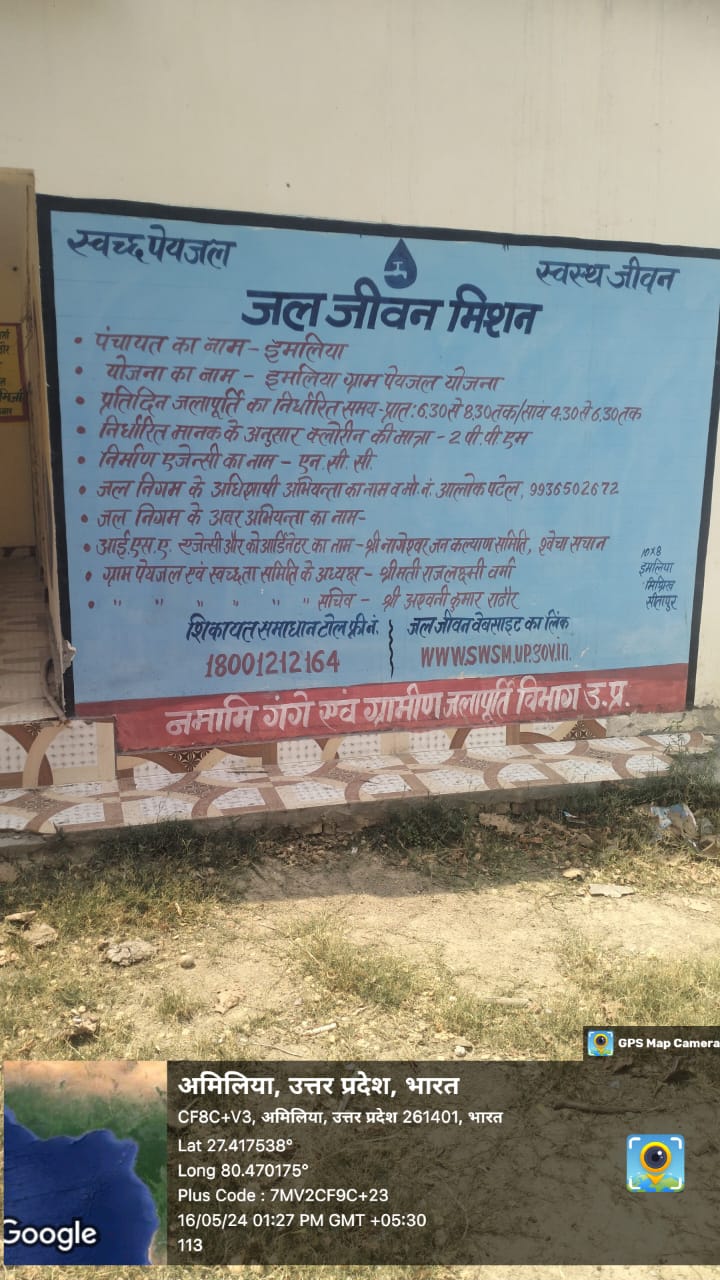 स्वच्छ पेयजल
स्वस्थ जीवन
जल जीवन मिशन
• पंचायत का नाम - इमलिया
• योजना का नाम - इमलिया ग्राम पेयजल योजना
• प्रतिदिन जलापूर्ति का निर्धारित समय-प्रात: 6.30 से 8.30 तक/सायं 4.30 से 6.30 तक
• निर्धारित मानक के अनुसार क्लोरीन की मात्रा - 2 पी.पी.एम
• निर्माण एजेन्सी का नाम - एन.सी.सी.
• जल निगम के अधिशाषी अभियन्ता का नाम व मो.नं. आलोक पटेल, 9936502672
• जल निगम के अवर अभियन्ता का नाम-
• आई.एस.ए. एजेन्सी और कोआर्डिनेटर का नाम - श्री नागेश्वर जन कल्याण समिति, श्वेचा सचान
• ग्राम पेयजल एवं स्वच्छता समिति के अध्यक्ष - श्रीमती राजलक्ष्मी वर्मा
• " " " " " " सचिव - श्री अश्वनी कुमार राठौर
10x8
इमलिया
मिश्रिख
सीतापुर
शिकायत समाधान टोल फ्री नं.
18001212164
जल जीवन वेबसाइट का लिंक
www.swsm.up.gov.in.
नमामि गंगे एवं ग्रामीण जलापूर्ति विभाग उ.प्र.
GPS Map Camera
अमिलिया, उत्तर प्रदेश, भारत
CF8C+V3, अमिलिया, उत्तर प्रदेश 261401, भारत
Lat 27.417538°
Long 80.470175°
Plus Code : 7MV2CF9C+23
16/05/24 01:27 PM GMT +05:30
113
Google